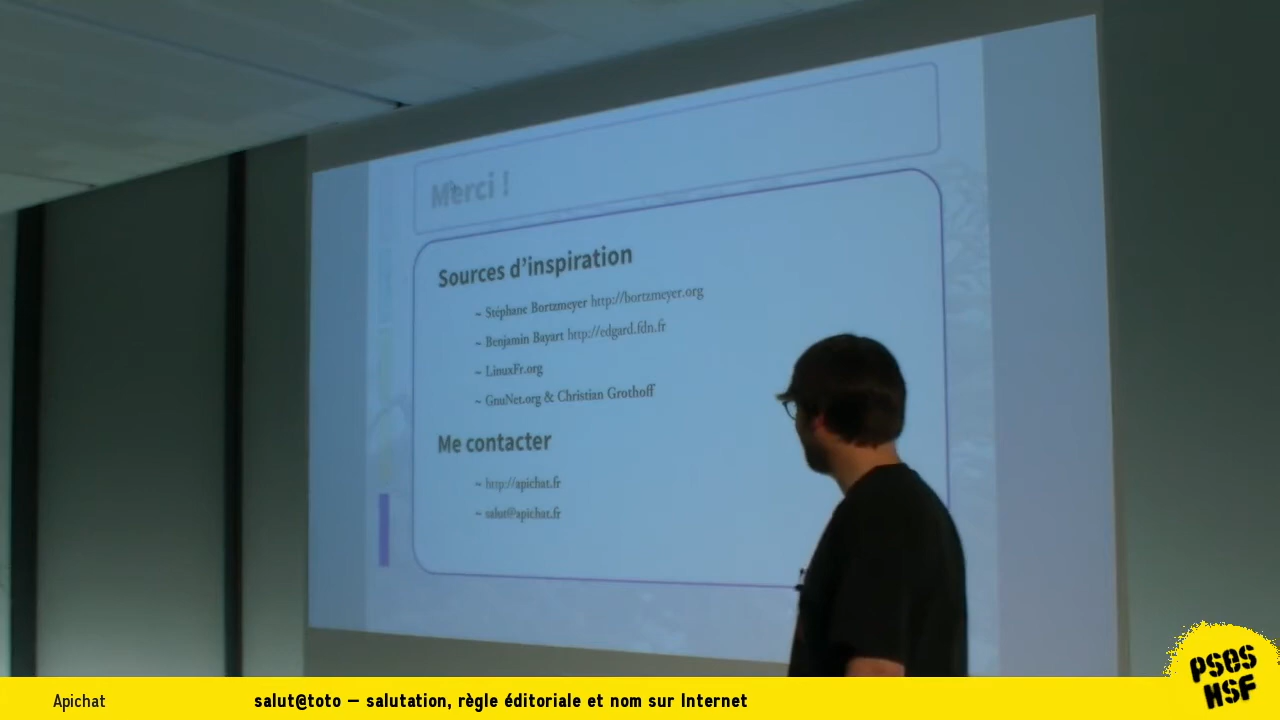 Merci !
Sources d'inspiration
~ Stéphane Bortzmeyer http://bortzmeyer.org
~ Benjamin Bayart http://edgard.fdn.fr
~ LinuxFr.org
~ GnuNet.org & Christian Grothoff
Me contacter
~ http://apichat.fr
~ salut@apichat.fr
PSES
HSF
Apichat
salut@toto – salutation, règle éditoriale et nom sur Internet